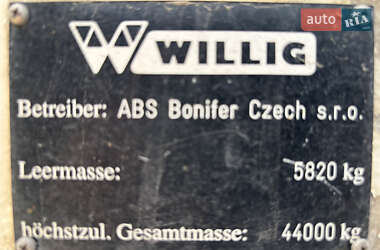 auto RIA
WILLIG
Betreiber: ABS Bonifer Czech s.r.o.
Leermasse: 5820 kg
höchstzul. Gesamtmasse: 44000 kg